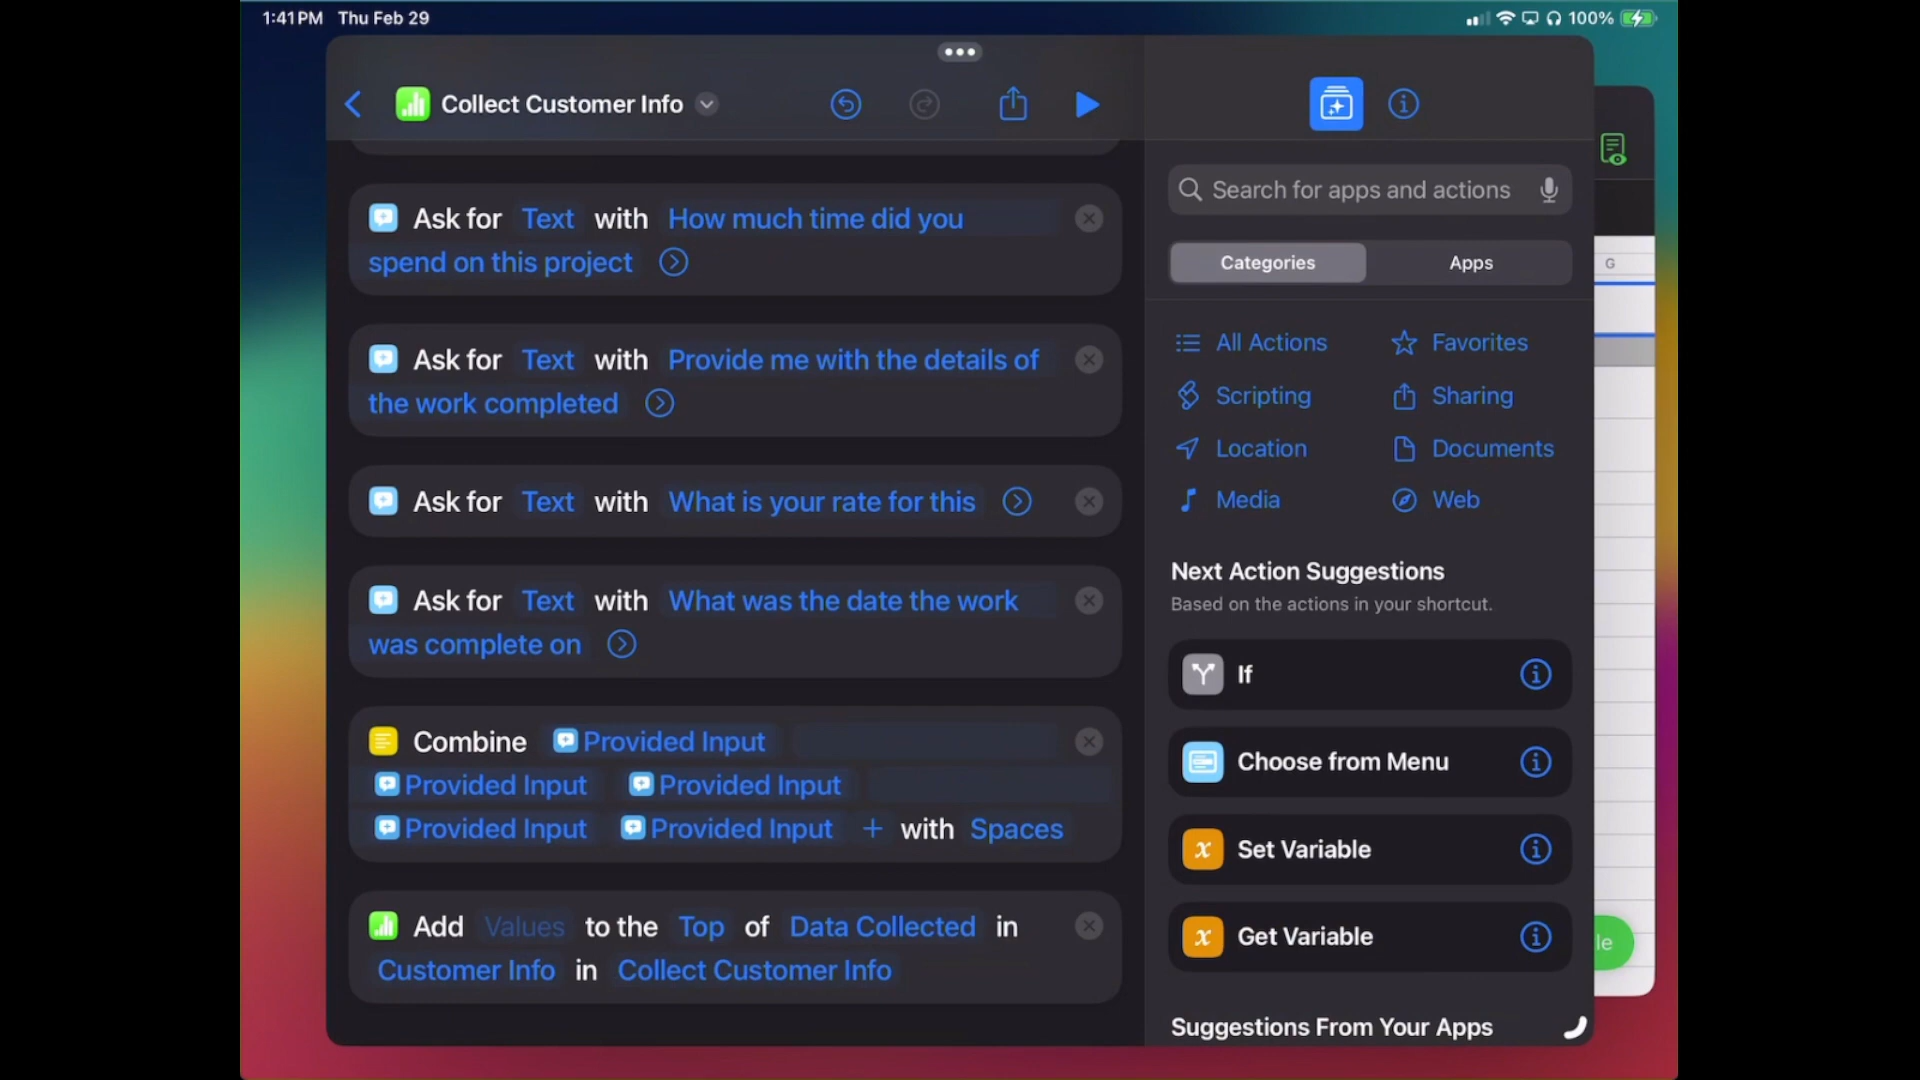 1:41 PM Thu Feb 29
100%
Collect Customer Info
Ask for Text with How much time did you
spend on this project
Ask for Text with Provide me with the details of
the work completed
Ask for Text with What is your rate for this
Ask for Text with What was the date the work
was complete on
Combine Provided Input
Provided Input Provided Input
Provided Input Provided Input + with Spaces
Add Values to the Top of Data Collected in
Customer Info in Collect Customer Info
Search for apps and actions
Categories Apps
All Actions Favorites
Scripting Sharing
Location Documents
Media Web
Next Action Suggestions
Based on the actions in your shortcut.
If
Choose from Menu
x Set Variable
x Get Variable
Suggestions From Your Apps
G
le